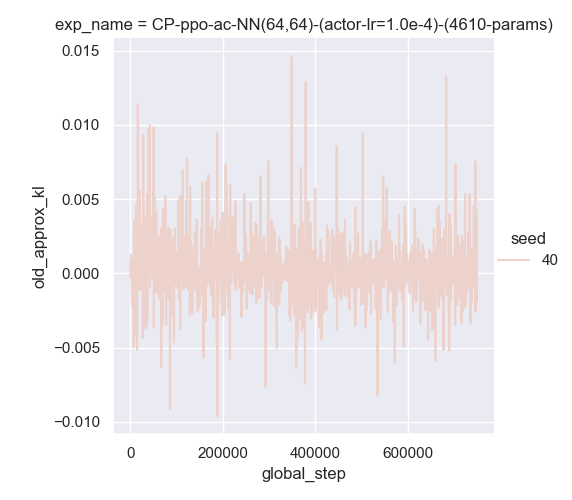 exp_name = CP-ppo-ac-NN(64,64)-(actor-lr=1.0e-4)-(4610-params)
0.015
0.010
0.005
0.000
−0.005
−0.010
old_approx_kl
0
200000
400000
600000
global_step
seed
40